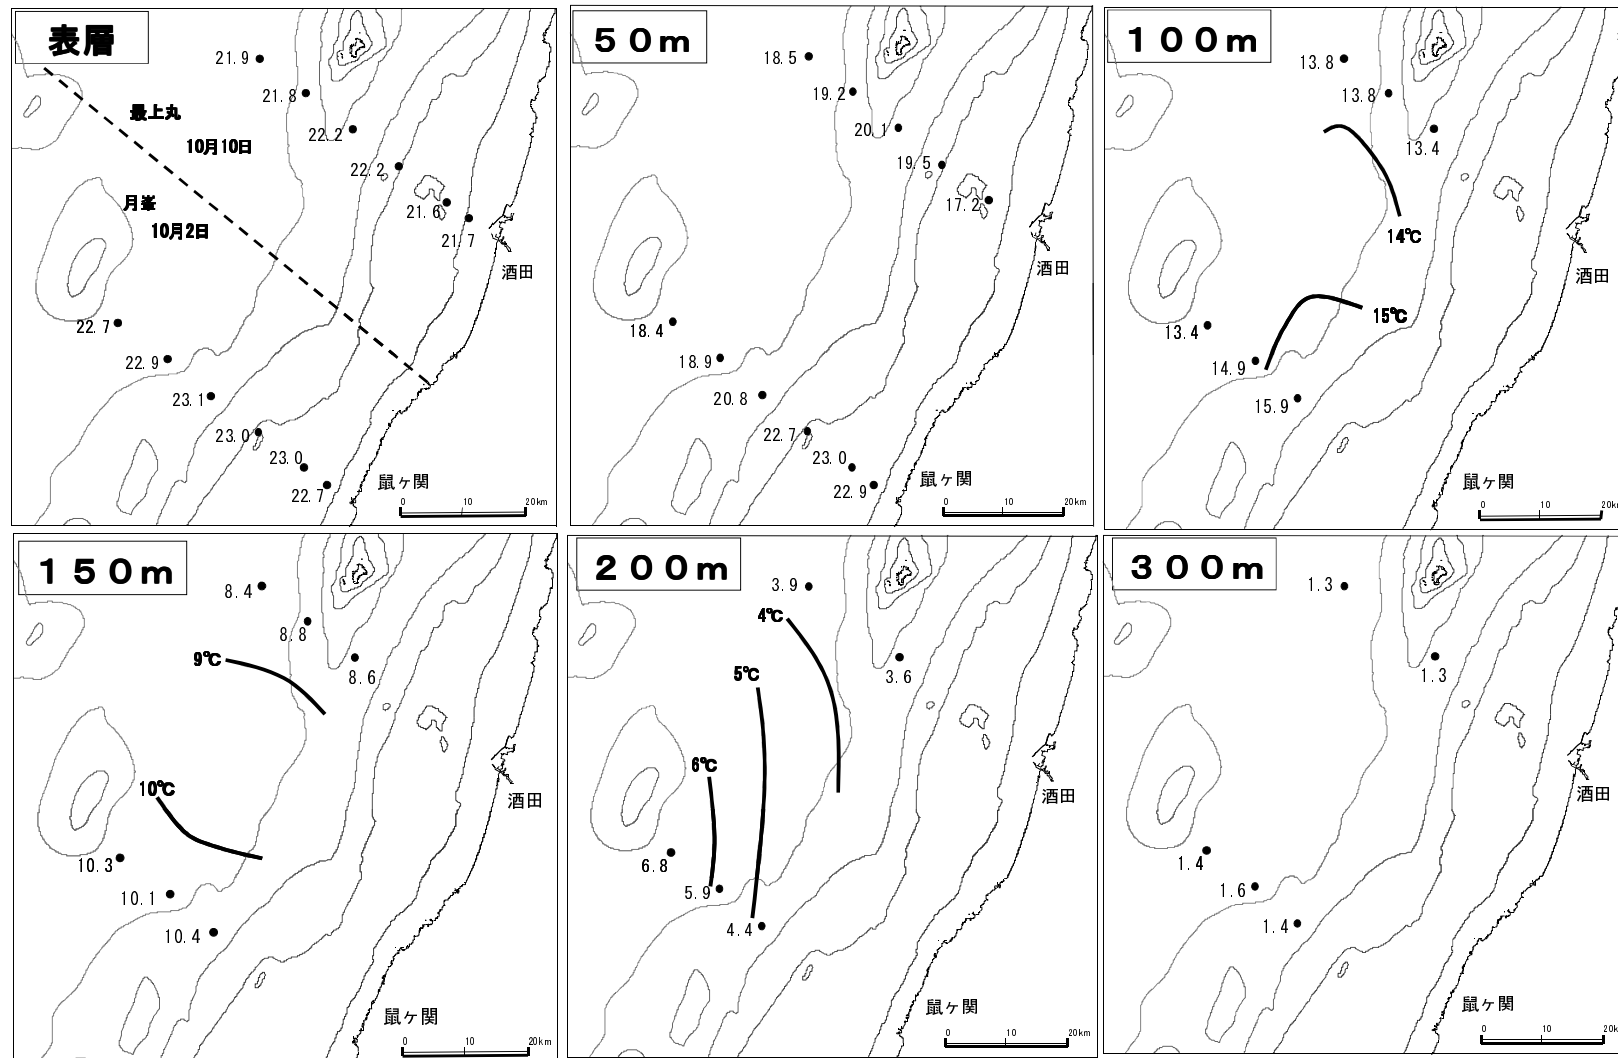 表層
21.9
21.8
最上丸
22.2
10月10日
22.2
月峯
21.6
10月2日
21.7
酒田
22.7
22.9
23.1
23.0
23.0
鼠ヶ関
22.7
0 10 20km
50m
18.5
19.2
20.1
19.5
17.2
酒田
18.4
18.9
20.8
22.7
23.0
鼠ヶ関
22.9
0 10 20km
100m
13.8
13.8
13.4
14℃
酒田
15℃
13.4
14.9
15.9
鼠ヶ関
0 10 20k
150m
8.4
8.8
9℃
8.6
10℃
酒田
10.3
10.1
10.4
鼠ヶ関
0 10 20km
200m
3.9
4℃
5℃
3.6
6℃
酒田
6.8
5.9
4.4
鼠ヶ関
0 10 20km
300m
1.3
1.3
酒田
1.4
1.6
1.4
鼠ヶ関
0 10 20k